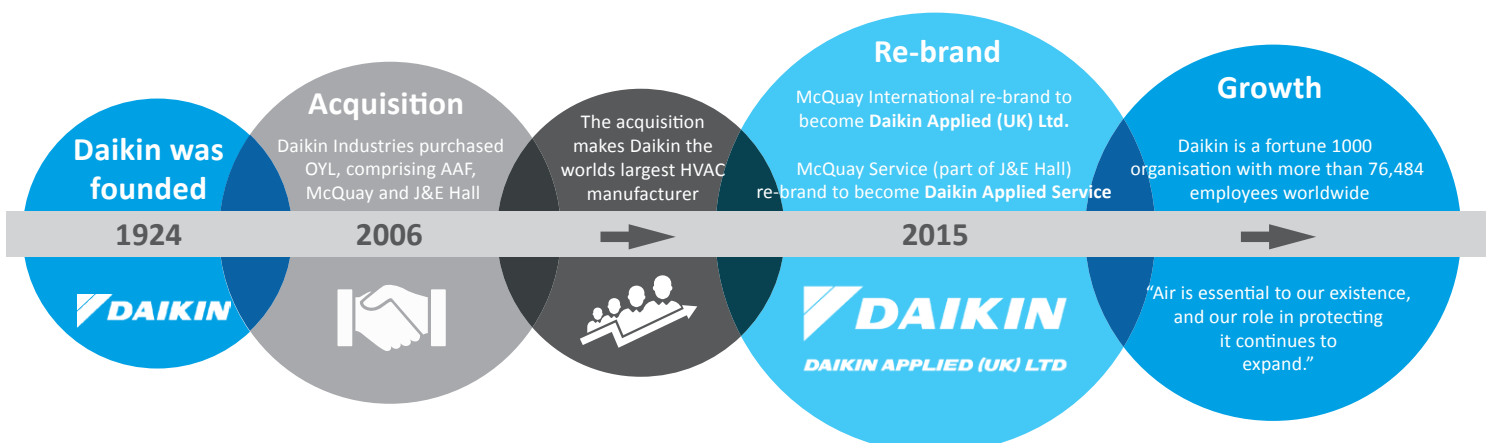 Daikin was
founded
1924
DAIKIN
Acquisition
Daikin Industries purchased
OYL, comprising AAF,
McQuay and J&E Hall
2006
The acquisition
makes Daikin the
worlds largest HVAC
manufacturer
Re-brand
McQuay International re-brand to
become Daikin Applied (UK) Ltd.
McQuay Service (part of J&E Hall)
re-brand to become Daikin Applied Service
2015
DAIKIN
DAIKIN APPLIED (UK) LTD
Growth
Daikin is a fortune 1000
organisation with more than 76,484
employees worldwide
“Air is essential to our existence,
and our role in protecting
it continues to
expand.”